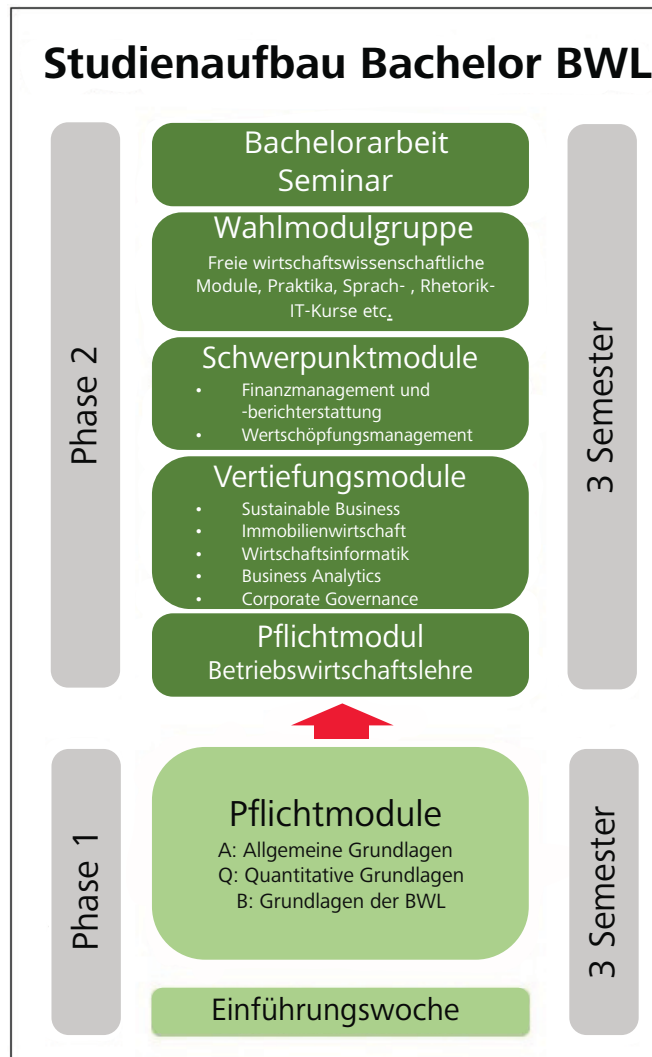 Studienaufbau Bachelor BWL
Phase 2
Bachelorarbeit
Seminar
Wahlmodulgruppe
Freie wirtschaftswissenschaftliche
Module, Praktika, Sprach- , Rhetorik-
IT-Kurse etc.
Schwerpunktmodule
• Finanzmanagement und
-berichterstattung
• Wertschöpfungsmanagement
Vertiefungsmodule
• Sustainable Business
• Immobilienwirtschaft
• Wirtschaftsinformatik
• Business Analytics
• Corporate Governance
Pflichtmodul
Betriebswirtschaftslehre
3 Semester
Phase 1
Pflichtmodule
A: Allgemeine Grundlagen
Q: Quantitative Grundlagen
B: Grundlagen der BWL
Einführungswoche
3 Semester